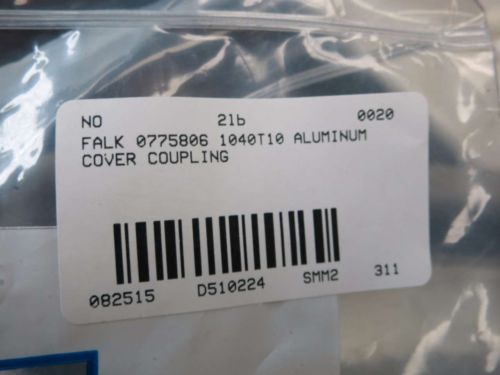 NO 2lb 0020
FALK 0775806 1040T10 ALUMINUM
COVER COUPLING
082515 D510224 SMM2 311